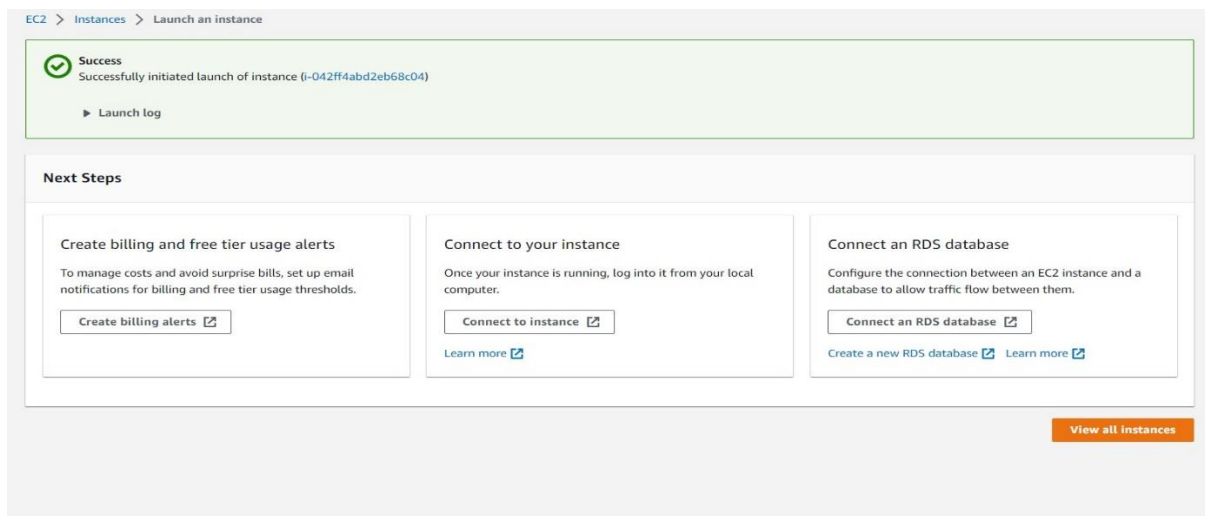 EC2 > Instances > Launch an instance
Success
Successfully initiated launch of instance (i-042ff4abd2eb68c04)
Launch log
Next Steps
Create billing and free tier usage alerts
To manage costs and avoid surprise bills, set up email
notifications for billing and free tier usage thresholds.
Create billing alerts
Connect to your instance
Once your instance is running, log into it from your local
computer.
Connect to instance
Learn more
Connect an RDS database
Configure the connection between an EC2 instance and a
database to allow traffic flow between them.
Connect an RDS database
Create a new RDS database Learn more
View all instances